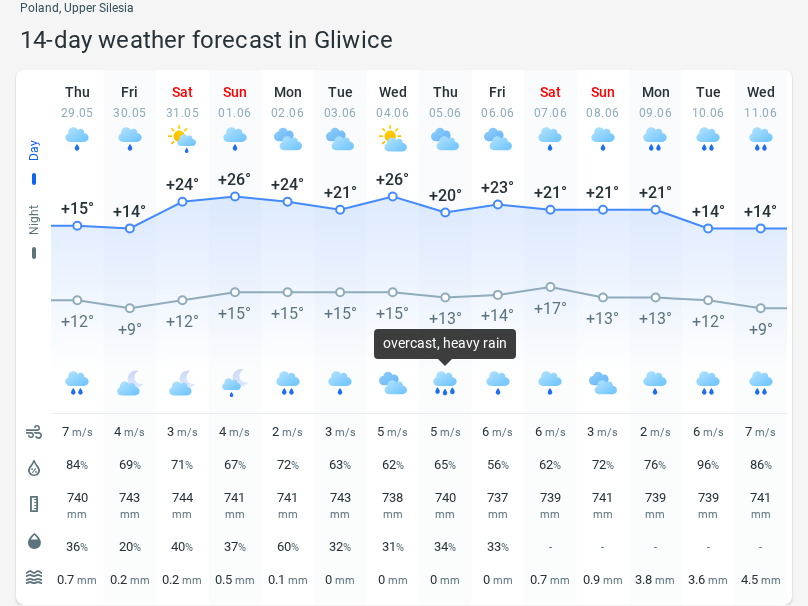 Poland, Upper Silesia
14-day weather forecast in Gliwice
Thu Fri Sat Sun Mon Tue Wed Thu Fri Sat Sun Mon Tue Wed
29.05 30.05 31.05 01.06 02.06 03.06 04.06 05.06 06.06 07.06 08.06 09.06 10.06 11.06
Day
+15° +14° +24° +26° +24° +21° +26° +20° +23° +21° +21° +21° +14° +14°
Night
+12° +9° +12° +15° +15° +15° +15° +13° +14° +17° +13° +13° +12° +9°
overcast, heavy rain
7 m/s 4 m/s 3 m/s 4 m/s 2 m/s 3 m/s 5 m/s 5 m/s 6 m/s 6 m/s 3 m/s 2 m/s 6 m/s 7 m/s
84% 69% 71% 67% 72% 63% 62% 65% 56% 62% 72% 76% 96% 86%
740 743 744 741 741 743 738 740 737 739 741 739 739 741
mm mm mm mm mm mm mm mm mm mm mm mm mm mm
36% 20% 40% 37% 60% 32% 31% 34% 33% - - - - -
0.7 mm 0.2 mm 0.2 mm 0.5 mm 0.1 mm 0 mm 0 mm 0 mm 0 mm 0.7 mm 0.9 mm 3.8 mm 3.6 mm 4.5 mm